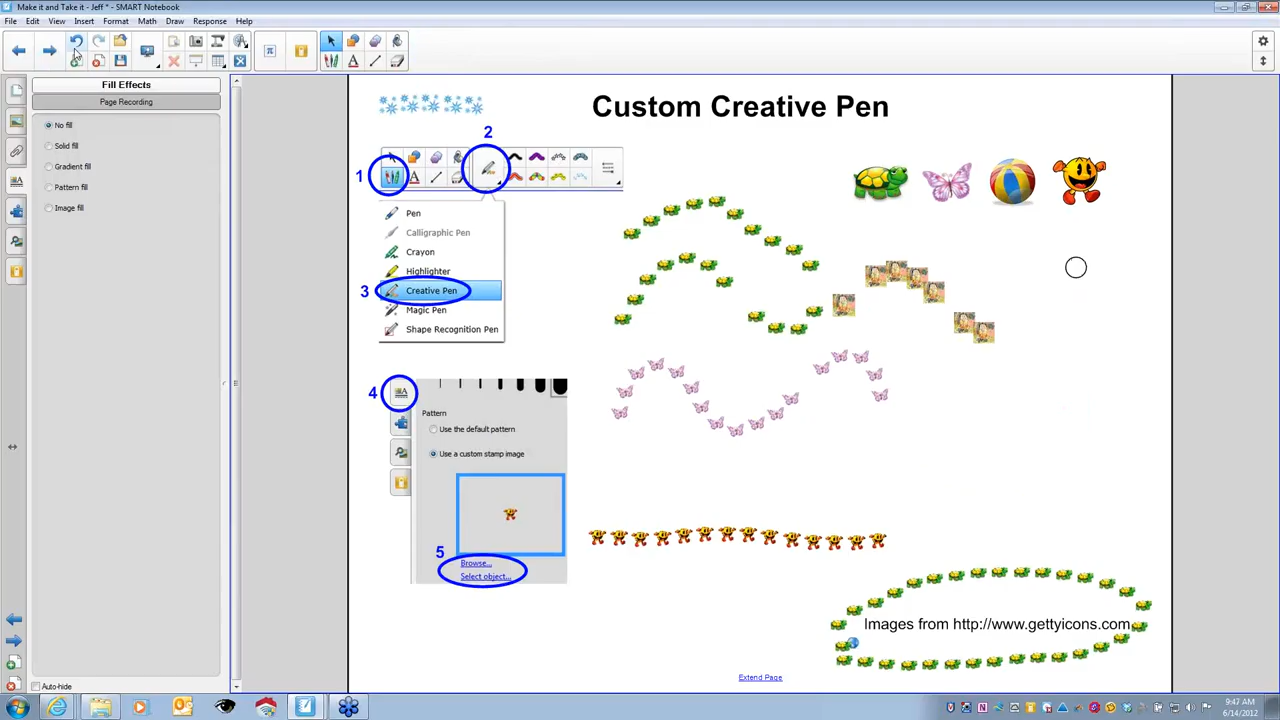 Make it and Take it - Jeff * - SMART Notebook
File Edit View Insert Format Math Draw Response Help
Fill Effects
Page Recording
No fill
Solid fill
Gradient fill
Pattern fill
Image fill
Auto-hide
Custom Creative Pen
2
1
Pen
Calligraphic Pen
Crayon
Highlighter
3
Creative Pen
Magic Pen
Shape Recognition Pen
4
Pattern
Use the default pattern
Use a custom stamp image
5
Browse...
Select object...
Images from http://www.gettyicons.com
Extend Page
9:47 AM
6/14/2012